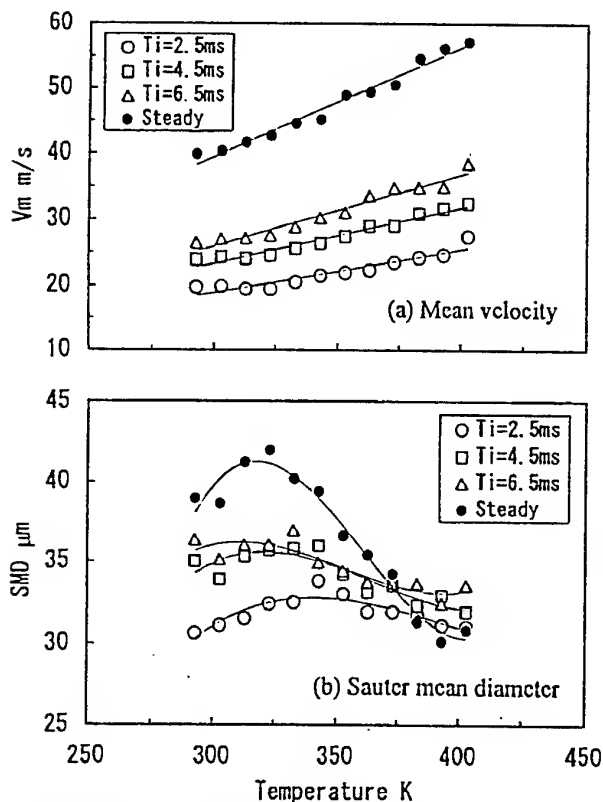 60
Ti=2.5ms
Ti=4.5ms
Ti=6.5ms
Steady
50
40
30
20
10
Vm m/s
(a) Mean velocity
45
Ti=2.5ms
Ti=4.5ms
Ti=6.5ms
Steady
40
35
30
25
SMD μm
(b) Sauter mean diameter
250
300
350
400
450
Temperature K